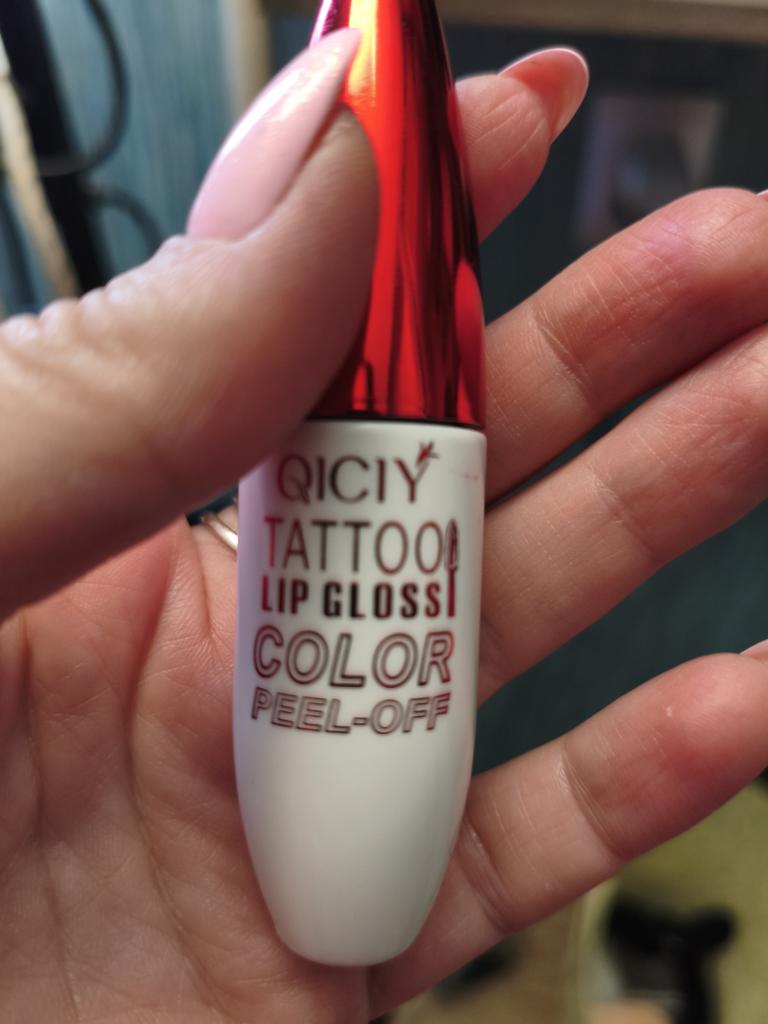 QICIY
TATTOO
LIP GLOSS
COLOR
PEEL-OFF